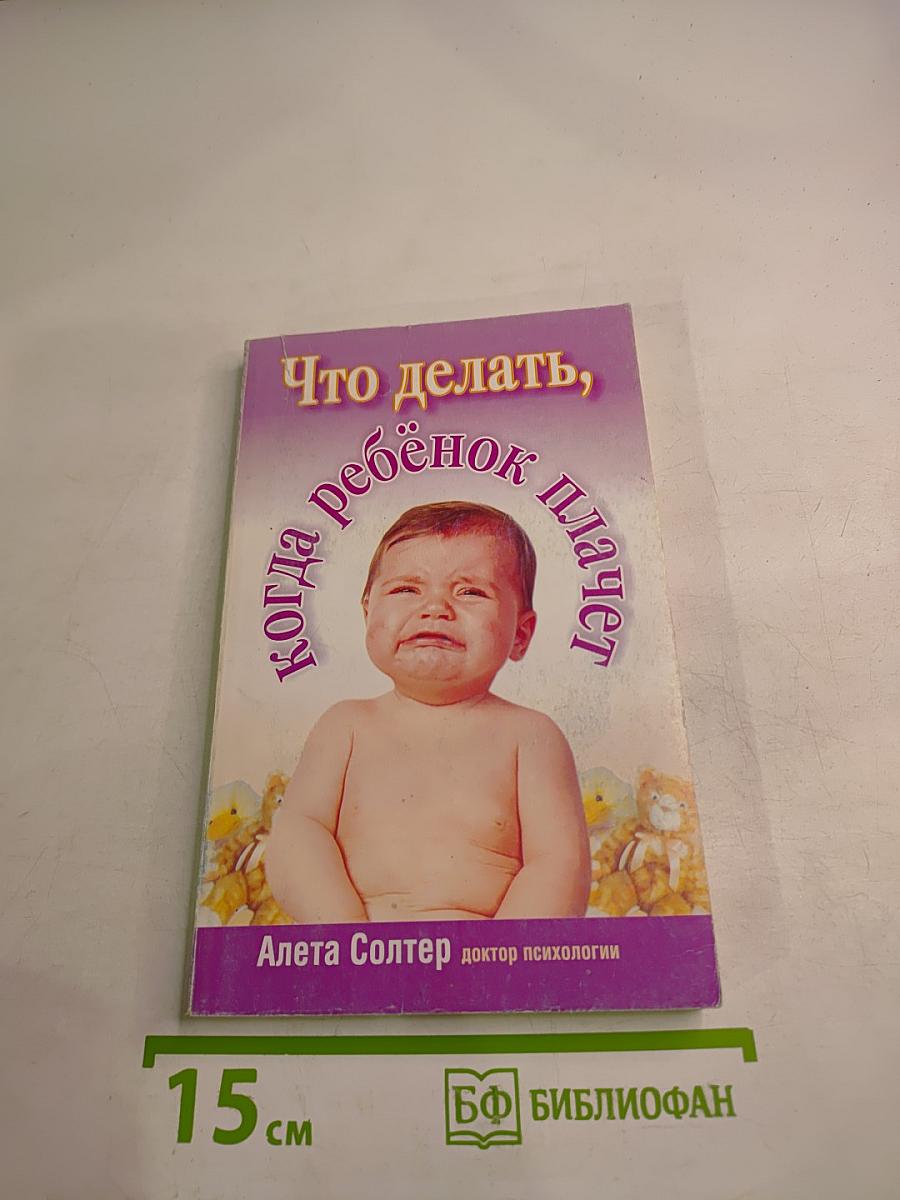 Что делать,
когда ребёнок плачет
Алета Солтер доктор психологии
15 см
БФ БИБЛИОФАН